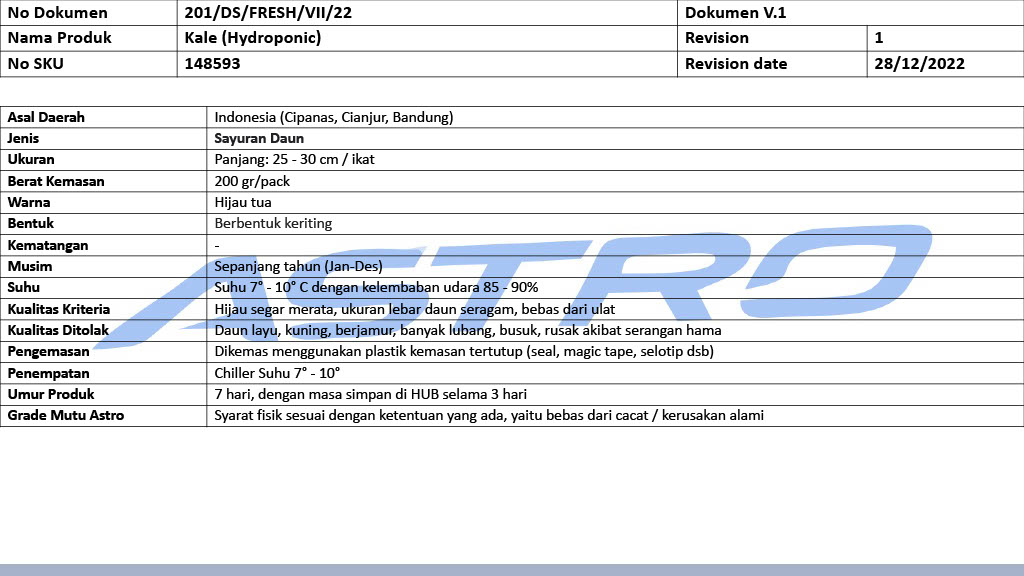 No Dokumen 201/DS/FRESH/VII/22 Dokumen V.1
Nama Produk Kale (Hydroponic) Revision 1
No SKU 148593 Revision date 28/12/2022
Asal Daerah Indonesia (Cipanas, Cianjur, Bandung)
Jenis Sayuran Daun
Ukuran Panjang: 25 - 30 cm / ikat
Berat Kemasan 200 gr/pack
Warna Hijau tua
Bentuk Berbentuk keriting
Kematangan -
Musim Sepanjang tahun (Jan-Des)
Suhu Suhu 7° - 10° C dengan kelembaban udara 85 - 90%
Kualitas Kriteria Hijau segar merata, ukuran lebar daun seragam, bebas dari ulat
Kualitas Ditolak Daun layu, kuning, berjamur, banyak lubang, busuk, rusak akibat serangan hama
Pengemasan Dikemas menggunakan plastik kemasan tertutup (seal, magic tape, selotip dsb)
Penempatan Chiller Suhu 7° - 10°
Umur Produk 7 hari, dengan masa simpan di HUB selama 3 hari
Grade Mutu Astro Syarat fisik sesuai dengan ketentuan yang ada, yaitu bebas dari cacat / kerusakan alami
ASTRO